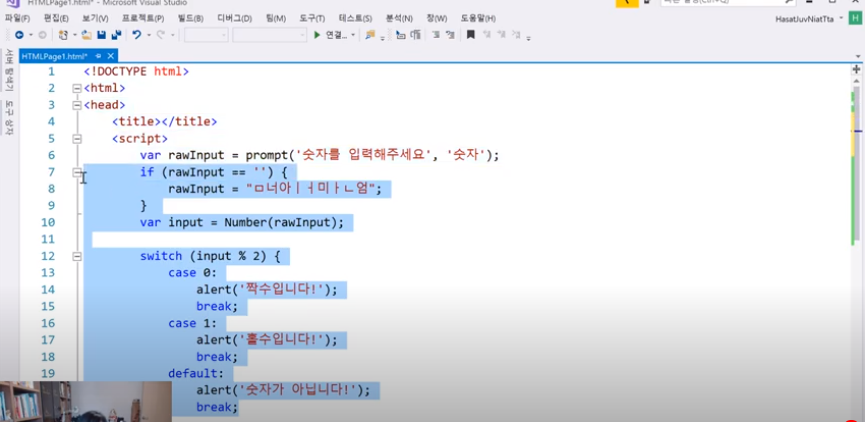 HTMLPage1.html* - Microsoft Visual Studio
파일(F) 편집(E) 보기(V) 프로젝트(P) 빌드(B) 디버그(D) 팀(M) 도구(T) 테스트(S) 분석(N) 창(W) 도움말(H)
HasatJuvNiatTta
H
연결...
서버 탐색기
도구 상자
HTMLPage1.html*
1 <!DOCTYPE html>
2 <html>
3 <head>
4 <title></title>
5 <script>
6 var rawInput = prompt('숫자를 입력해주세요', '숫자');
7 if (rawInput == '') {
8 rawInput = "ㅁ너아ㅣㅓ미ㅏㄴ엄";
9 }
10 var input = Number(rawInput);
11
12 switch (input % 2) {
13 case 0:
14 alert('짝수입니다!');
15 break;
16 case 1:
17 alert('홀수입니다!');
18 break;
19 default:
alert('숫자가 아닙니다!');
break;